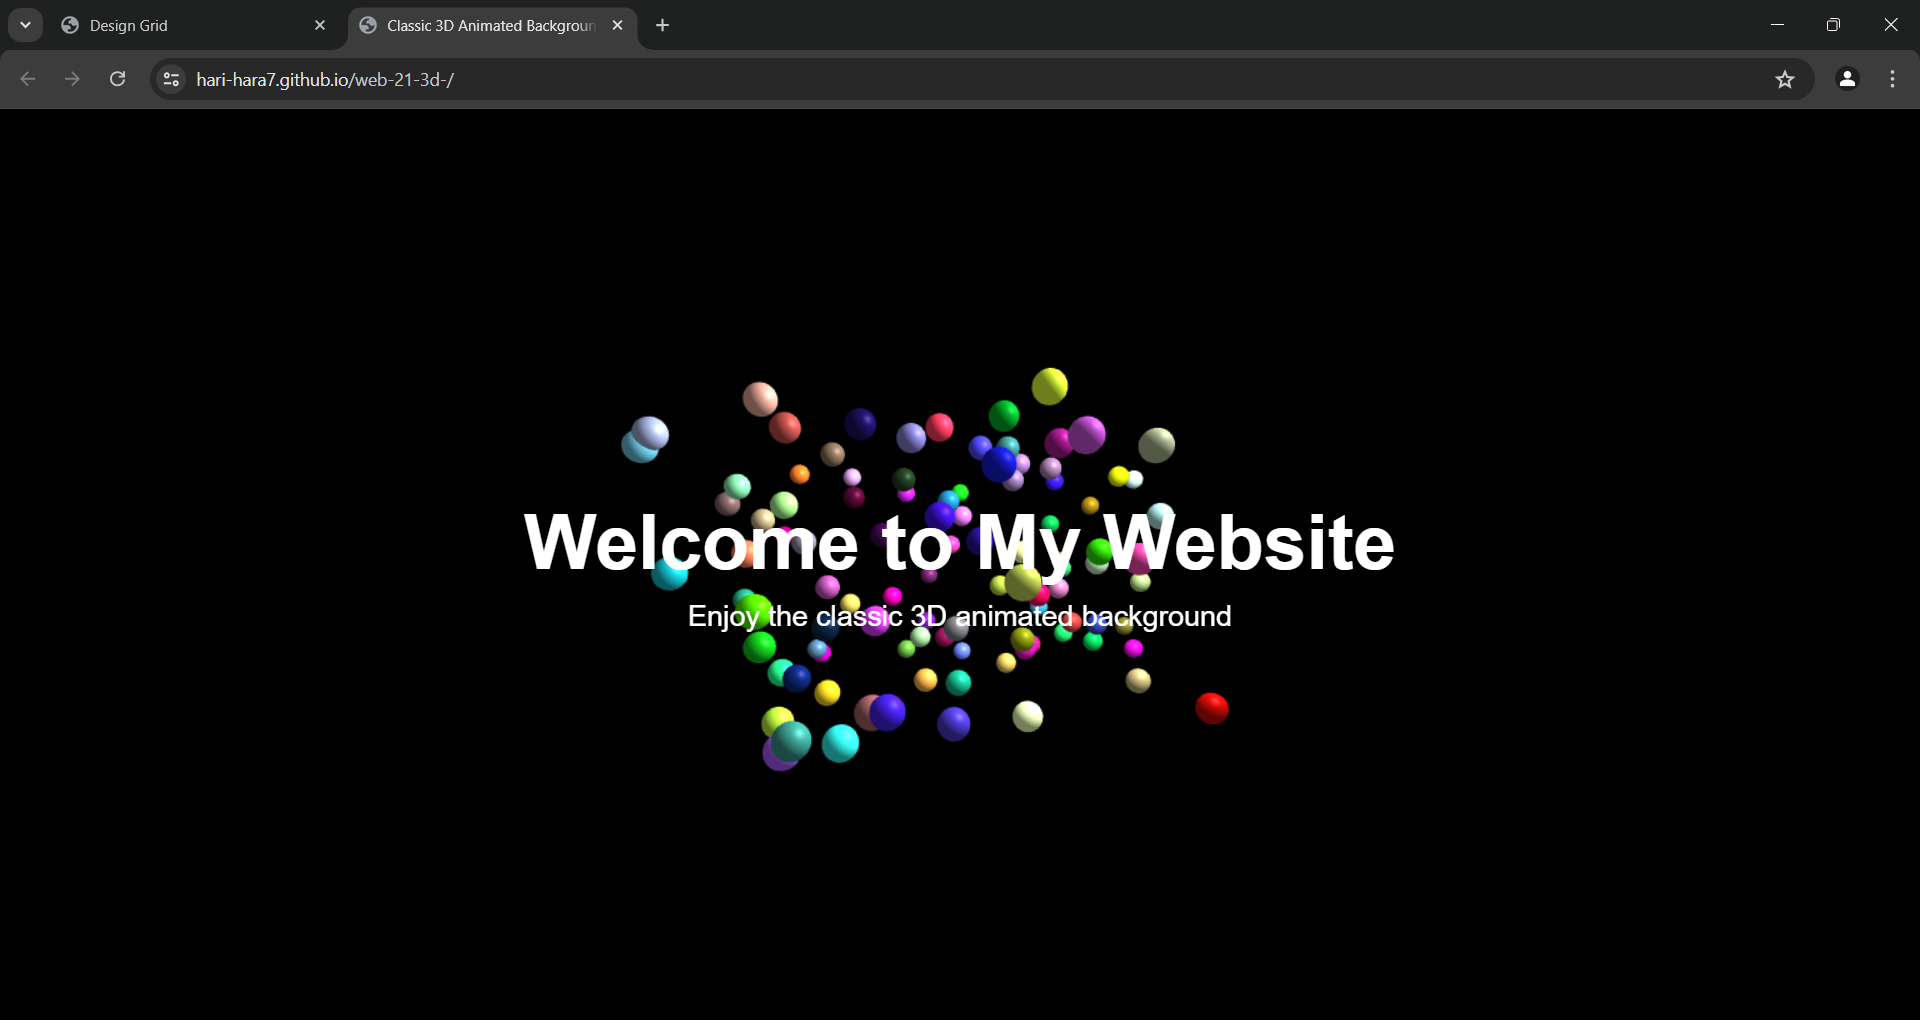 Design Grid
Classic 3D Animated Backgroun
hari-hara7.github.io/web-21-3d-/
Welcome to My Website
Enjoy the classic 3D animated background